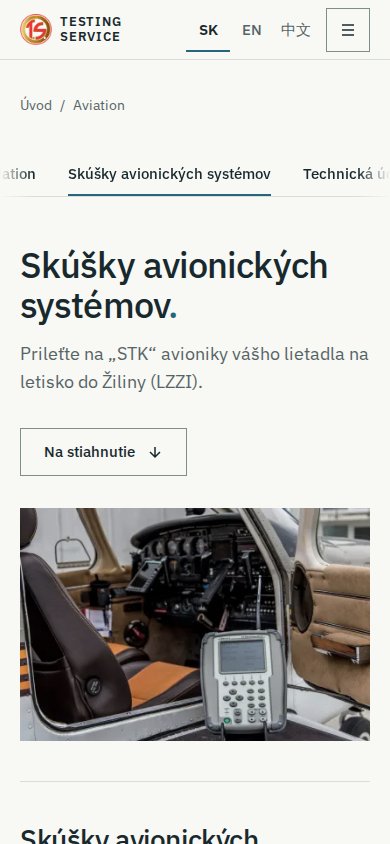 TESTING
SERVICE
SK EN 中文
Úvod / Aviation
ation Skúšky avionických systémov Technická ú
Skúšky avionických
systémov.
Prileťte na „STK“ avioniky vášho lietadla na
letisko do Žiliny (LZZI).
Na stiahnutie
Skúšky avionických